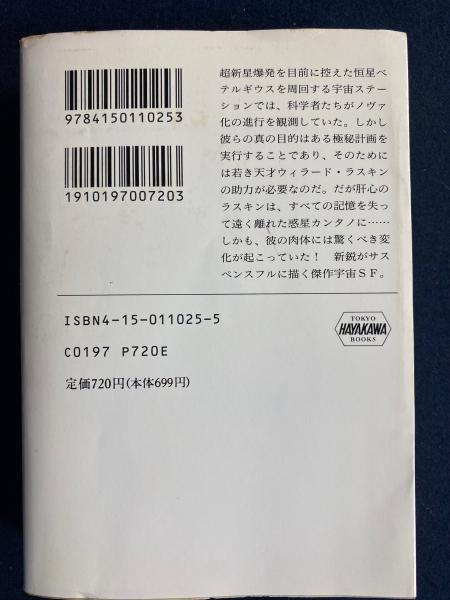 9784150110253
1910197007203
超新星爆発を目前に控えた恒星ベ
テルギウスを周回する宇宙ステー
ションでは、科学者たちがノヴァ
化の進行を観測していた。しかし
彼らの真の目的はある極秘計画を
実行することであり、そのために
は若き天才ウィラード・ラスキン
の助力が必要なのだ。だが肝心の
ラスキンは、すべての記憶を失っ
て遠く離れた惑星カンタノに……
しかも、彼の肉体には驚くべき変
化が起こっていた！　新鋭がサス
ペンスフルに描く傑作宇宙ＳＦ。
ISBN4-15-011025-5
C0197 P720E
定価720円(本体699円)
TOKYO
HAYAKAWA
BOOKS